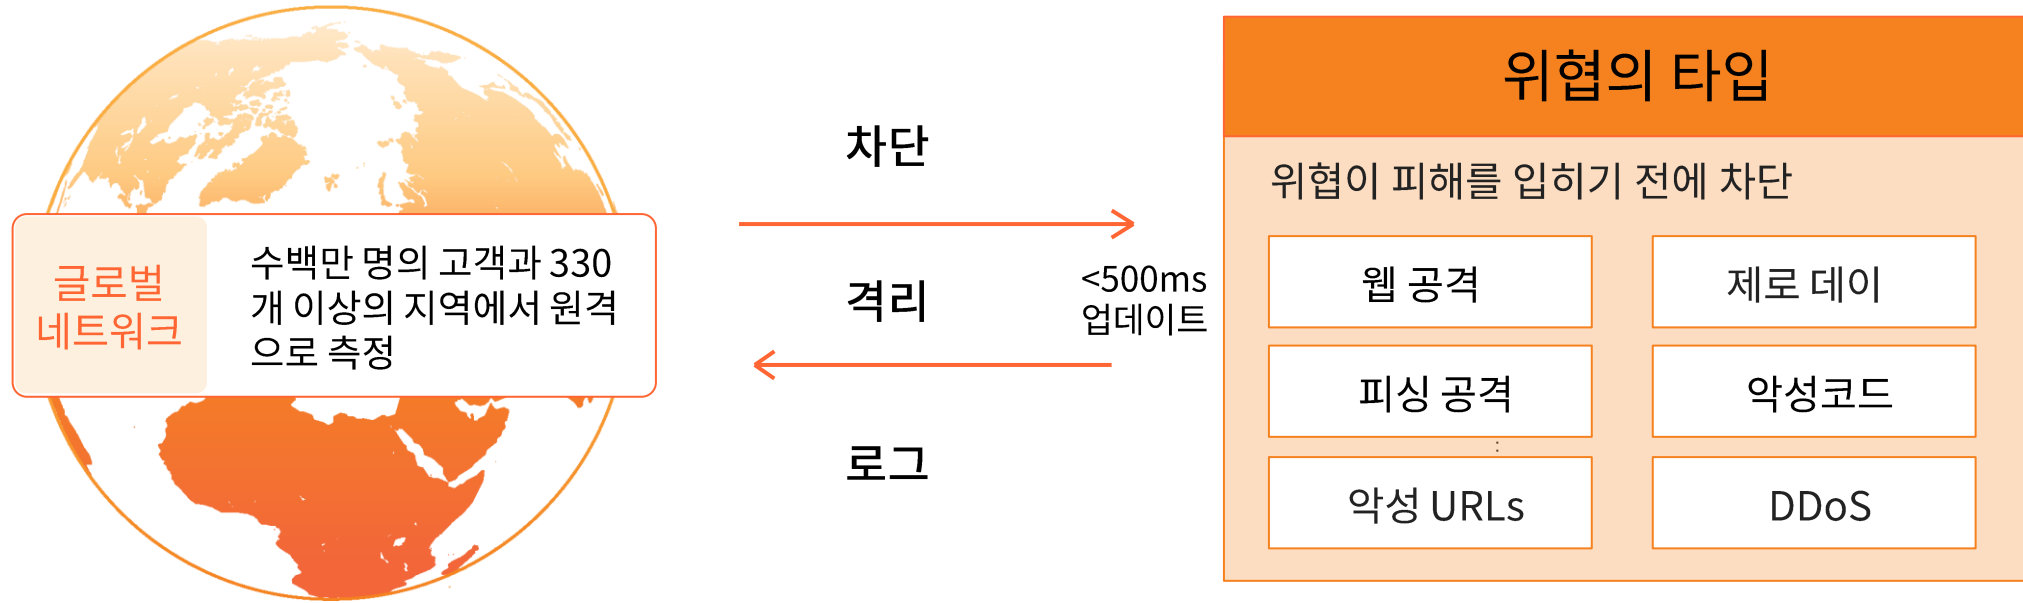 글로벌
네트워크
수백만 명의 고객과 330
개 이상의 지역에서 원격
으로 측정
차단
격리
<500ms
업데이트
로그
위협의 타입
위협이 피해를 입히기 전에 차단
웹 공격
제로 데이
피싱 공격
악성코드
:
악성 URLs
DDoS